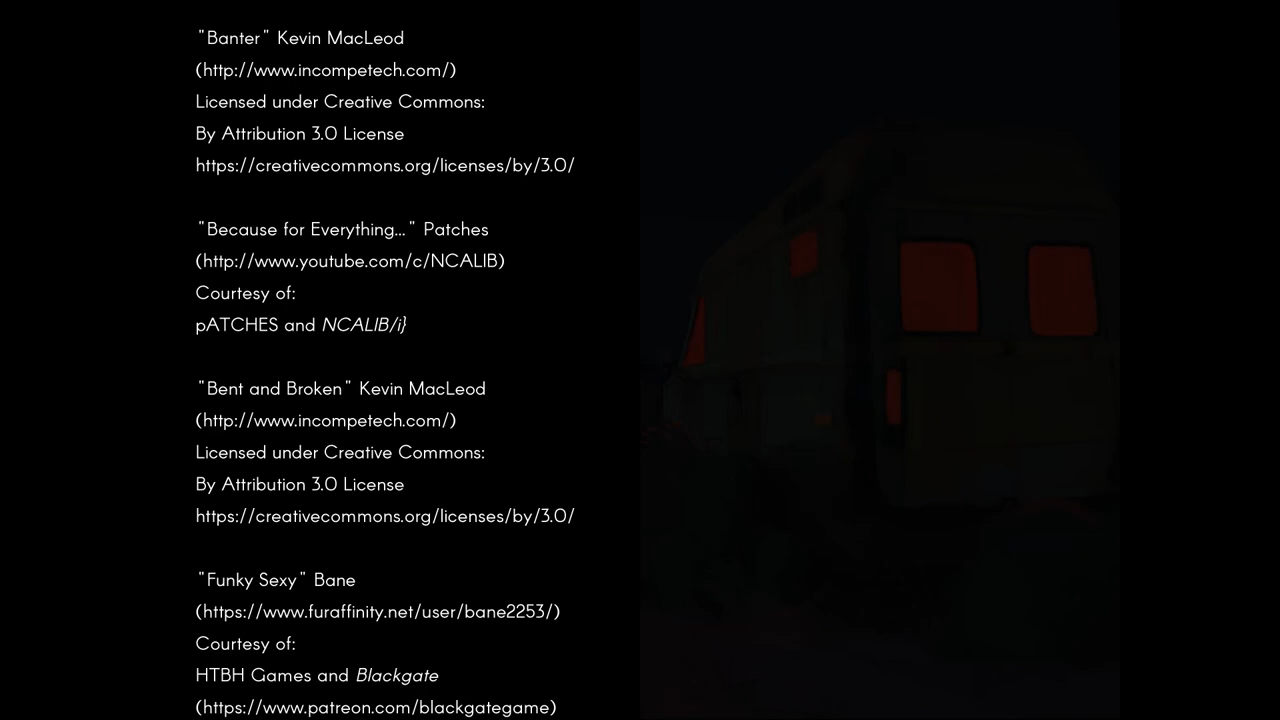 "Banter" Kevin MacLeod
(http://www.incompetech.com/)
Licensed under Creative Commons:
By Attribution 3.0 License
https://creativecommons.org/licenses/by/3.0/
"Because for Everything..." Patches
(http://www.youtube.com/c/NCALIB)
Courtesy of:
pATCHES and NCALIB/i}
"Bent and Broken" Kevin MacLeod
(http://www.incompetech.com/)
Licensed under Creative Commons:
By Attribution 3.0 License
https://creativecommons.org/licenses/by/3.0/
"Funky Sexy" Bane
(https://www.furaffinity.net/user/bane2253/)
Courtesy of:
HTBH Games and Blackgate
(https://www.patreon.com/blackgategame)